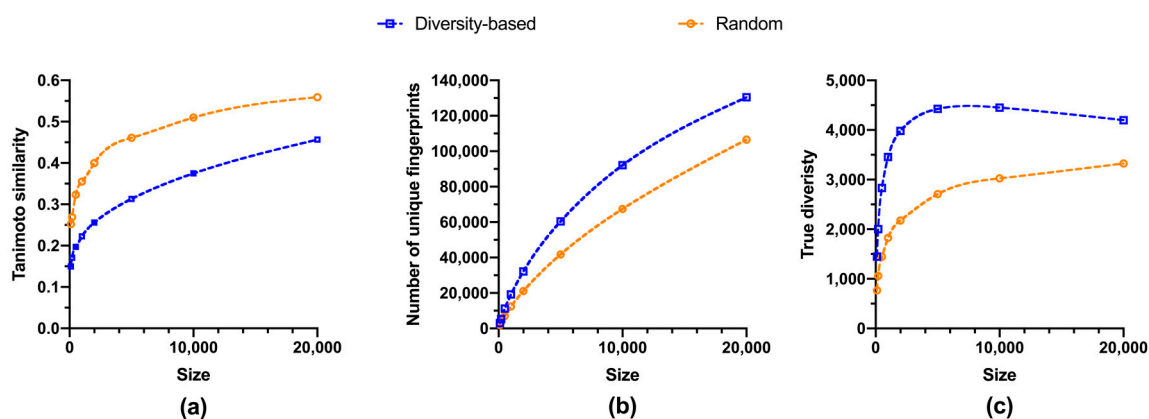 Diversity-based
Random
0.6
0.5
0.4
0.3
0.2
0.1
0.0
Tanimoto similarity
0
10,000
20,000
Size
(a)
140,000
120,000
100,000
80,000
60,000
40,000
20,000
0
Number of unique fingerprints
0
10,000
20,000
Size
(b)
5,000
4,000
3,000
2,000
1,000
0
True diveristy
0
10,000
20,000
Size
(c)